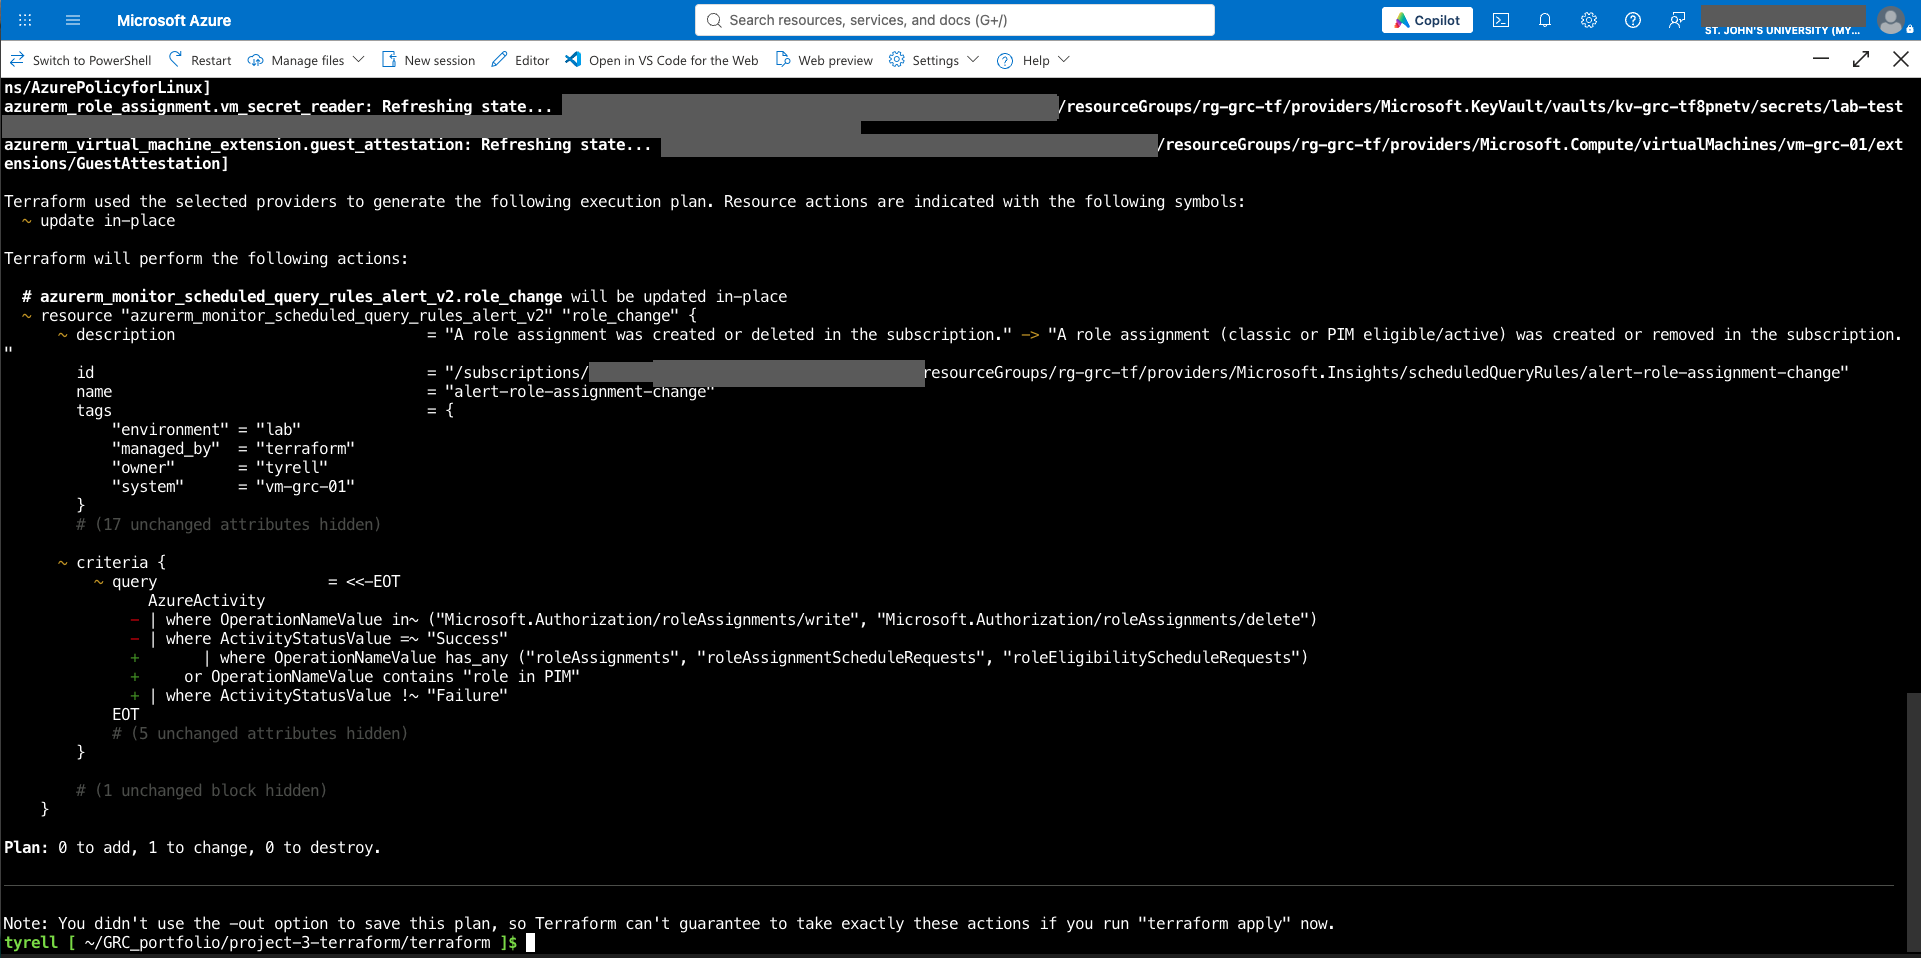 Microsoft Azure
Search resources, services, and docs (G+/)
Copilot
ST. JOHN'S UNIVERSITY (MY...
Switch to PowerShell
Restart
Manage files
New session
Editor
Open in VS Code for the Web
Web preview
Settings
Help
ns/AzurePolicyforLinux]
azurerm_role_assignment.vm_secret_reader: Refreshing state... /resourceGroups/rg-grc-tf/providers/Microsoft.KeyVault/vaults/kv-grc-tf8pnetv/secrets/lab-test
azurerm_virtual_machine_extension.guest_attestation: Refreshing state... /resourceGroups/rg-grc-tf/providers/Microsoft.Compute/virtualMachines/vm-grc-01/ext
ensions/GuestAttestation]
Terraform used the selected providers to generate the following execution plan. Resource actions are indicated with the following symbols:
~ update in-place
Terraform will perform the following actions:
# azurerm_monitor_scheduled_query_rules_alert_v2.role_change will be updated in-place
~ resource "azurerm_monitor_scheduled_query_rules_alert_v2" "role_change" {
~ description = "A role assignment was created or deleted in the subscription." -> "A role assignment (classic or PIM eligible/active) was created or removed in the subscription.
"
id = "/subscriptions/ resourceGroups/rg-grc-tf/providers/Microsoft.Insights/scheduledQueryRules/alert-role-assignment-change"
name = "alert-role-assignment-change"
tags = {
"environment" = "lab"
"managed_by" = "terraform"
"owner" = "tyrell"
"system" = "vm-grc-01"
}
# (17 unchanged attributes hidden)
~ criteria {
~ query = <<-EOT
AzureActivity
- | where OperationNameValue in~ ("Microsoft.Authorization/roleAssignments/write", "Microsoft.Authorization/roleAssignments/delete")
- | where ActivityStatusValue =~ "Success"
+ | where OperationNameValue has_any ("roleAssignments", "roleAssignmentScheduleRequests", "roleEligibilityScheduleRequests")
+ or OperationNameValue contains "role in PIM"
+ | where ActivityStatusValue !~ "Failure"
EOT
# (5 unchanged attributes hidden)
}
# (1 unchanged block hidden)
}
Plan: 0 to add, 1 to change, 0 to destroy.
Note: You didn't use the -out option to save this plan, so Terraform can't guarantee to take exactly these actions if you run "terraform apply" now.
tyrell [ ~/GRC_portfolio/project-3-terraform/terraform ]$